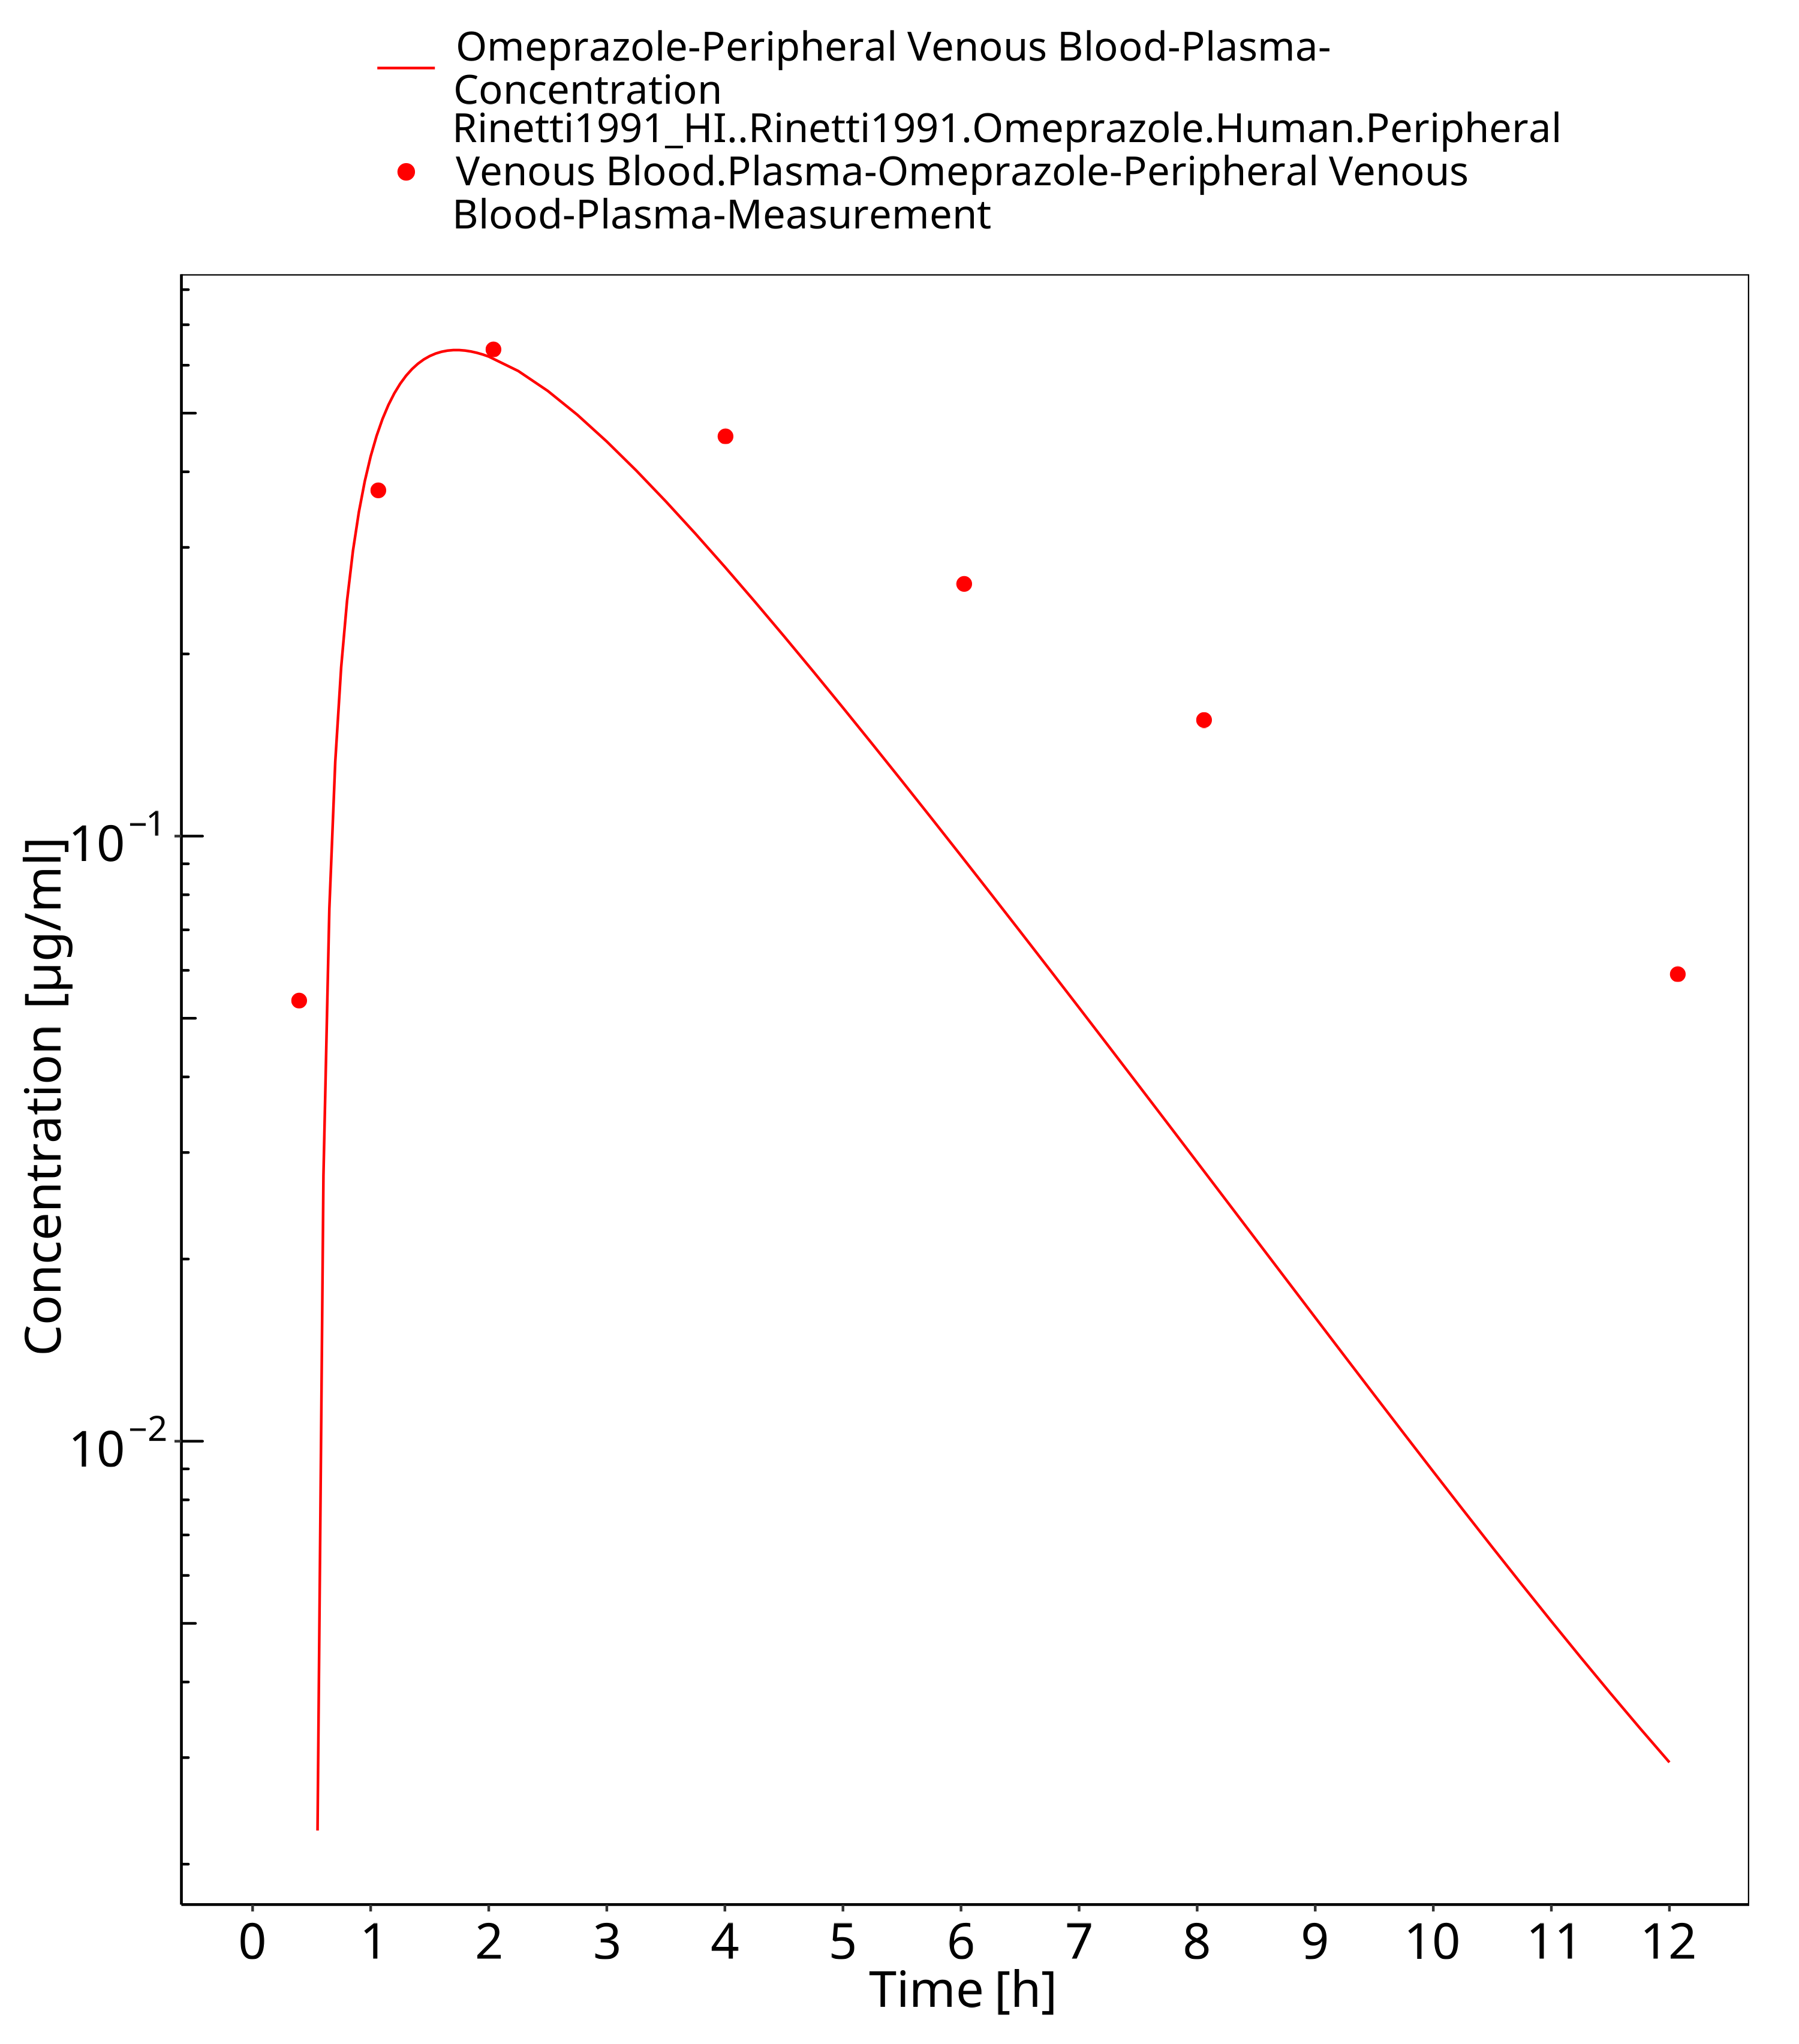 Omeprazole-Peripheral Venous Blood-Plasma-
Concentration
Rinetti1991_HI..Rinetti1991.Omeprazole.Human.Peripheral
Venous Blood.Plasma-Omeprazole-Peripheral Venous
Blood-Plasma-Measurement
Concentration [µg/ml]
10⁻¹
10⁻²
0 1 2 3 4 5 6 7 8 9 10 11 12
Time [h]